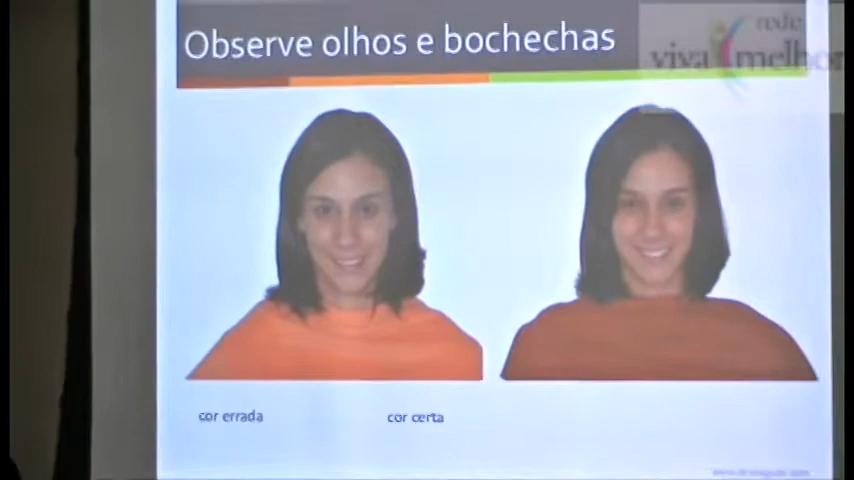 Observe olhos e bochechas
rede
viva melhor
cor errada
cor certa